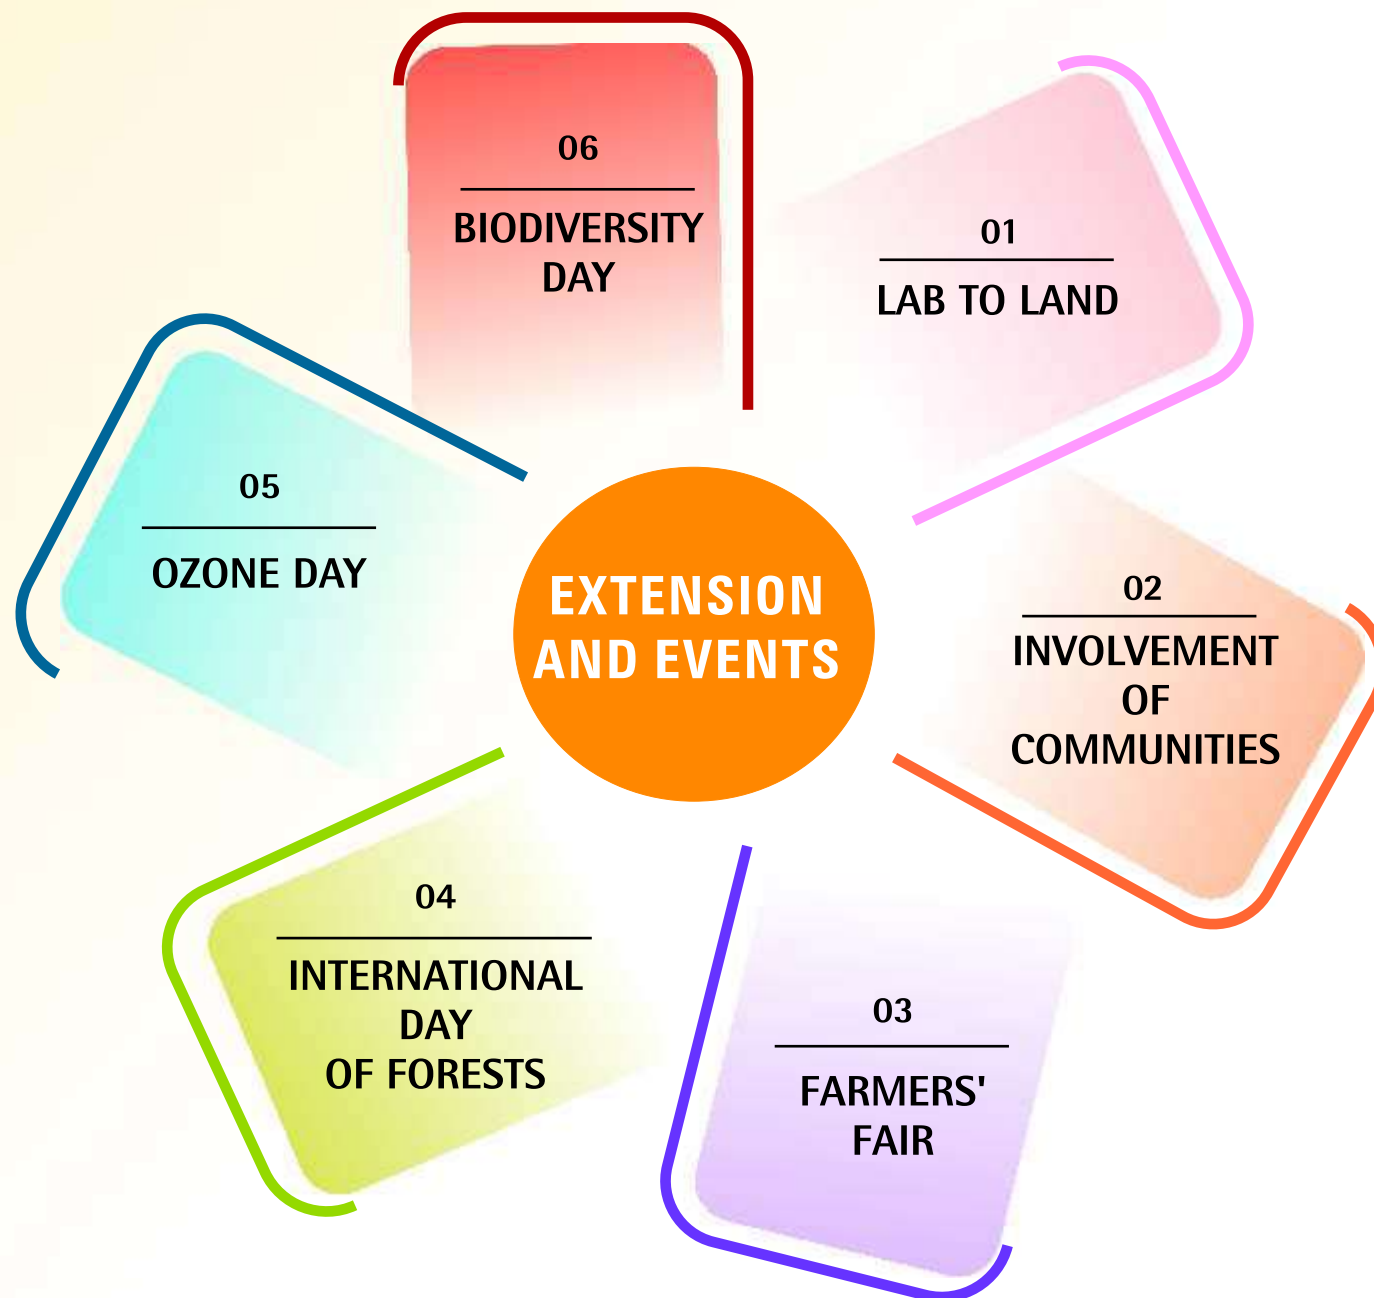 EXTENSION
AND EVENTS
01
LAB TO LAND
02
INVOLVEMENT
OF
COMMUNITIES
03
FARMERS'
FAIR
04
INTERNATIONAL
DAY
OF FORESTS
05
OZONE DAY
06
BIODIVERSITY
DAY